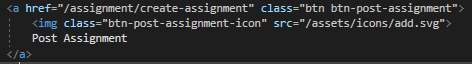 <a href="/assignment/create-assignment" class="btn btn-post-assignment">
    <img class="btn-post-assignment-icon" src="/assets/icons/add.svg">
    Post Assignment
</a>